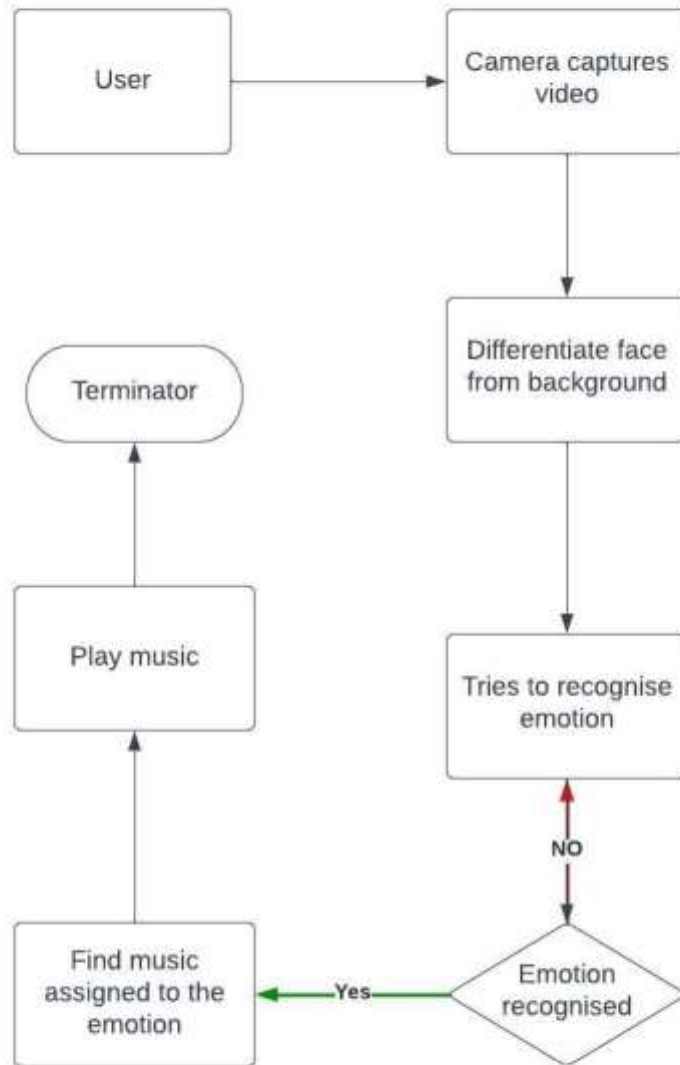 User
Camera captures
video
Differentiate face
from background
Terminator
Play music
Tries to recognise
emotion
NO
Find music
assigned to the
emotion
Yes
Emotion
recognised